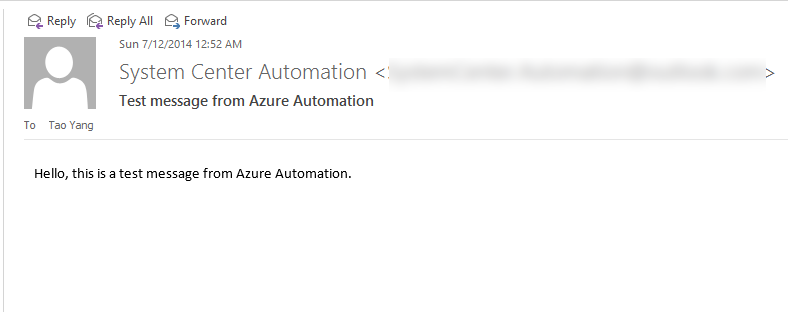 Reply Reply All Forward
Sun 7/12/2014 12:52 AM
System Center Automation < >
Test message from Azure Automation
To Tao Yang
Hello, this is a test message from Azure Automation.